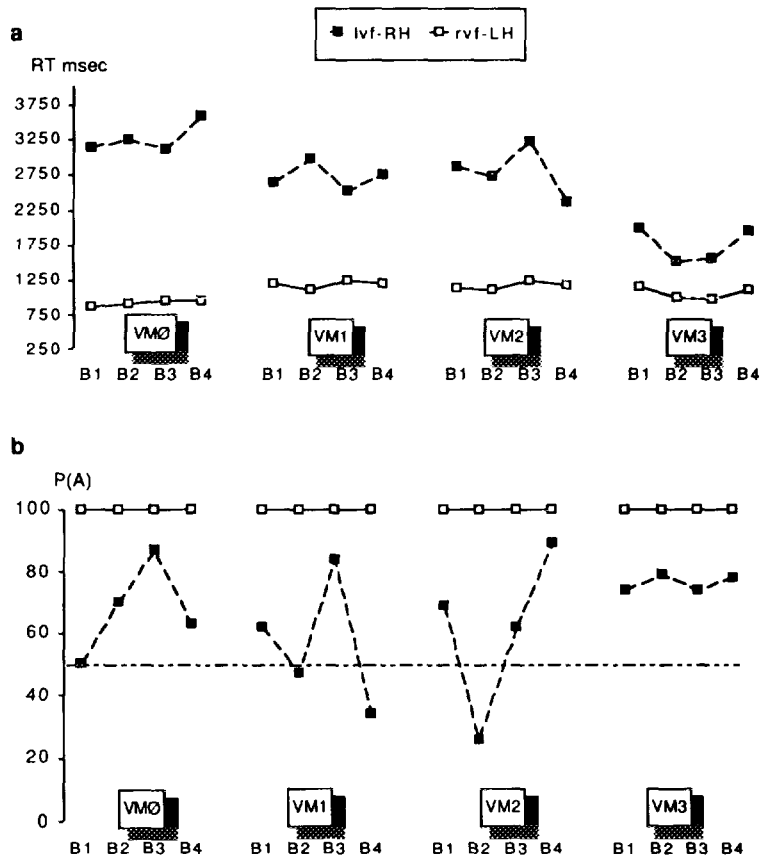 a
lvf-RH rvf-LH
RT msec
3750
3250
2750
2250
1750
1250
750
250
VMØ VM1 VM2 VM3
B1 B2 B3 B4 B1 B2 B3 B4 B1 B2 B3 B4 B1 B2 B3 B4
b
P(A)
100
80
60
40
20
0
VMØ VM1 VM2 VM3
B1 B2 B3 B4 B1 B2 B3 B4 B1 B2 B3 B4 B1 B2 B3 B4